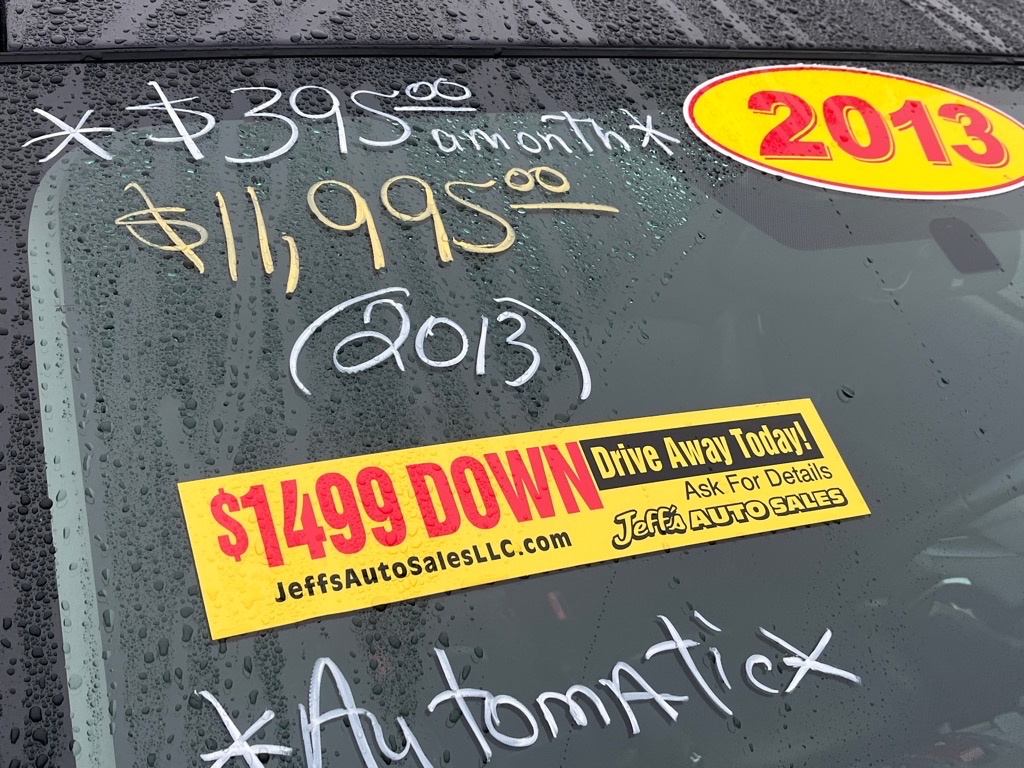 * $395.00 a month *
2013
$11,995.00
(2013)
$1499 DOWN
Drive Away Today!
Ask For Details
JeffsAutoSalesLLC.com
Jeff's AUTO SALES
*Automatic*